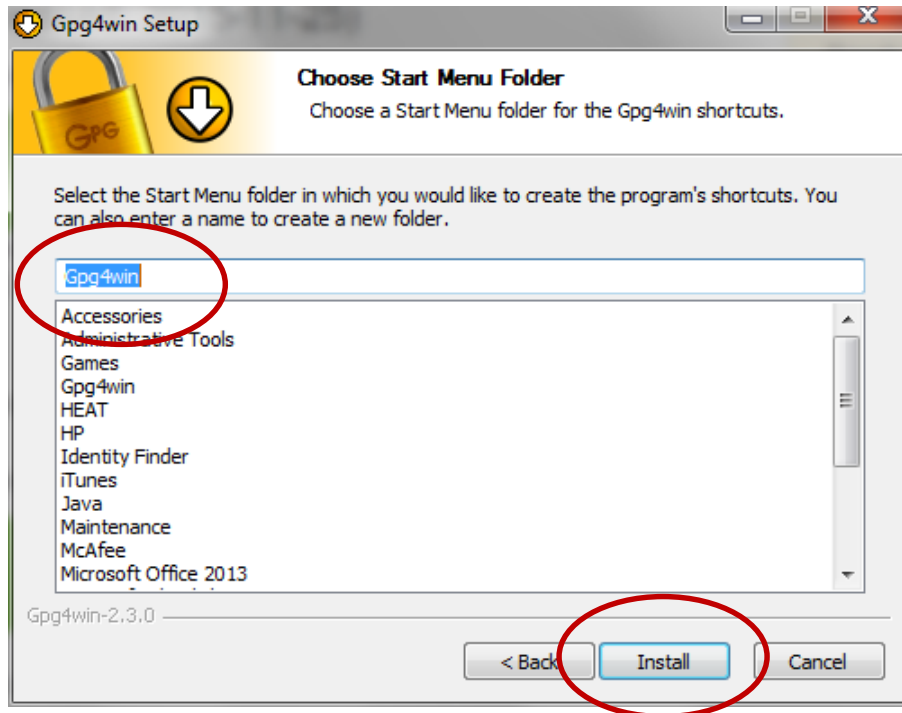 Gpg4win Setup
Choose Start Menu Folder
Choose a Start Menu folder for the Gpg4win shortcuts.
GPG
Select the Start Menu folder in which you would like to create the program's shortcuts. You
can also enter a name to create a new folder.
Gpg4win
Accessories
Administrative Tools
Games
Gpg4win
HEAT
HP
Identity Finder
iTunes
Java
Maintenance
McAfee
Microsoft Office 2013
Gpg4win-2.3.0
< Back
Install
Cancel